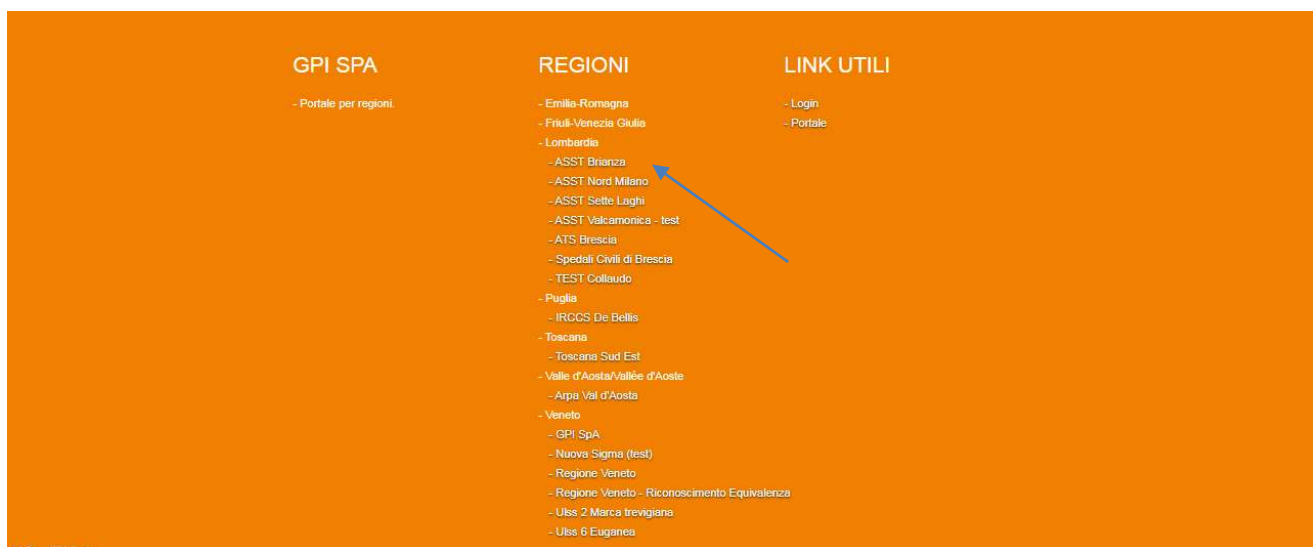 GPI SPA
- Portale per regioni.
REGIONI
- Emilia-Romagna
- Friuli-Venezia Giulia
- Lombardia
- ASST Brianza
- ASST Nord Milano
- ASST Sette Laghi
- ASST Valcamonica - test
- ATS Brescia
- Spedali Civili di Brescia
- TEST Collaudo
- Puglia
- IRCCS De Bellis
- Toscana
- Toscana Sud Est
- Valle d'Aosta/Vallée d'Aoste
- Arpa Val d'Aosta
- Veneto
- GPI SpA
- Nuova Sigma (test)
- Regione Veneto
- Regione Veneto - Riconoscimento Equivalenza
- Ulss 2 Marca trevigiana
- Ulss 6 Euganea
LINK UTILI
- Login
- Portale